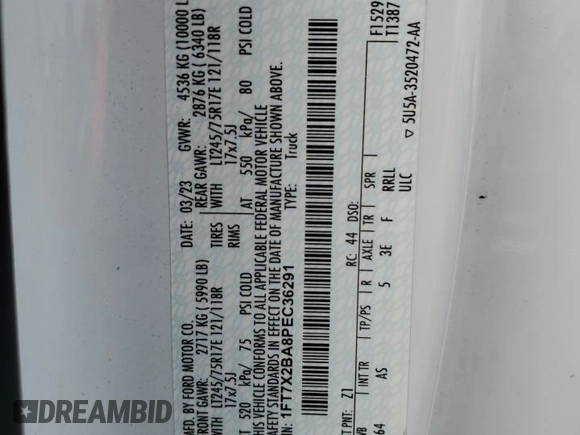 MFD. BY FORD MOTOR CO.
DATE: 03/23 GVWR: 4536 KG (10000 L
FRONT GAWR: 2717 KG ( 5990 LB)
REAR GAWR: 2876 KG ( 6340 LB)
LT245/75R17E 121/118R
TIRES WITH LT245/75R17E 121/118R
17x7.5J
RIMS 17x7.5J
T 520 kPa/ 75 PSI COLD
AT 550 kPa/ 80 PSI COLD
THIS VEHICLE CONFORMS TO ALL APPLICABLE FEDERAL MOTOR VEHICLE
SAFETY STANDARDS IN EFFECT ON THE DATE OF MANUFACTURE SHOWN ABOVE.
IN: 1FT7X2BA8PEC36291
TYPE: Truck
F1529
T1387
T PNT: Z1 RC: 44 DSO:
WB INT TR TP/PS R AXLE TR SPR
64 AS 5 3E F RRLL
ULC
▽ 5U5A-3520472-AA
DREAMBID